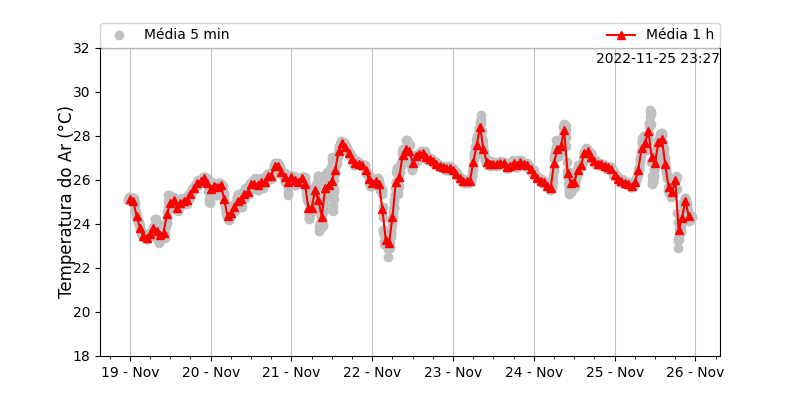 Média 5 min
Média 1 h
2022-11-25 23:27
Temperatura do Ar (°C)
32
30
28
26
24
22
20
18
19 - Nov
20 - Nov
21 - Nov
22 - Nov
23 - Nov
24 - Nov
25 - Nov
26 - Nov